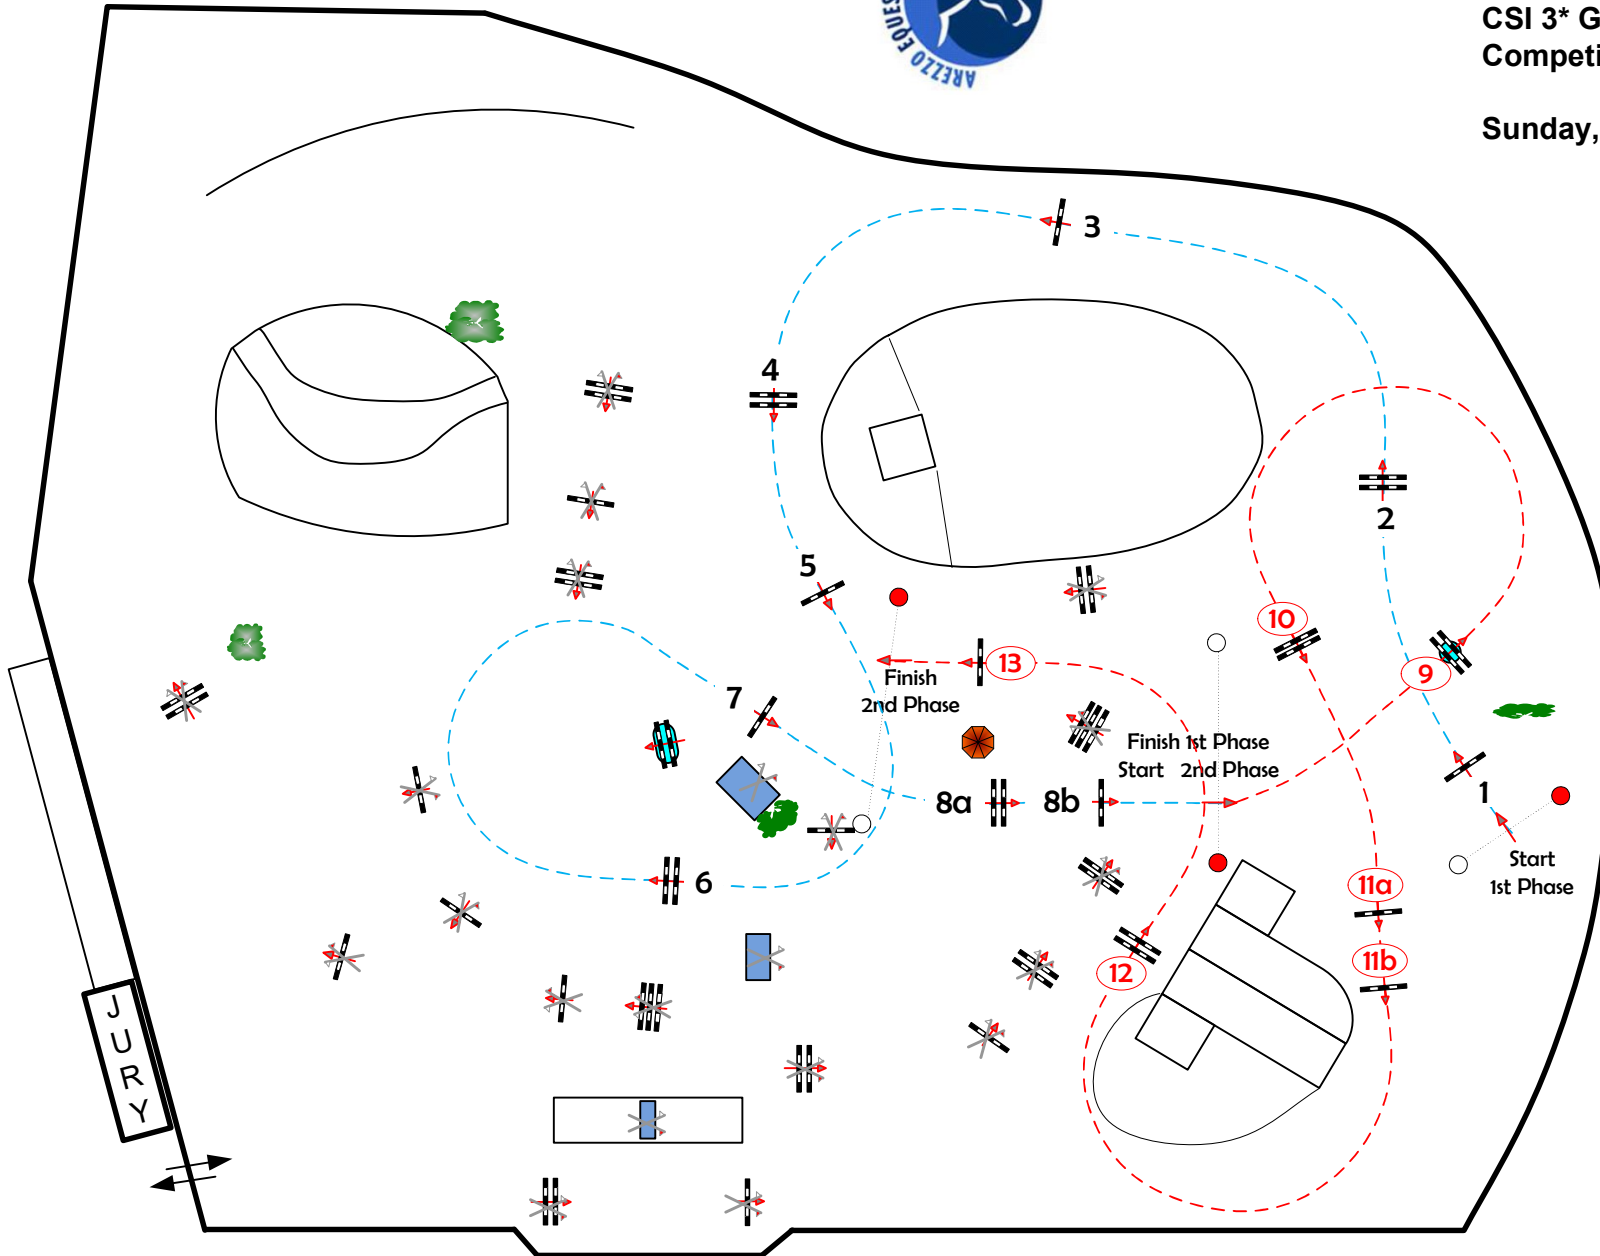 CSI 3* G
Competi
Sunday,
AREZZO EQUES
3
4
2
5
10
13
9
Finish
2nd Phase
7
Finish 1st Phase
Start 2nd Phase
8a
8b
1
Start
1st Phase
6
11a
11b
12
JURY